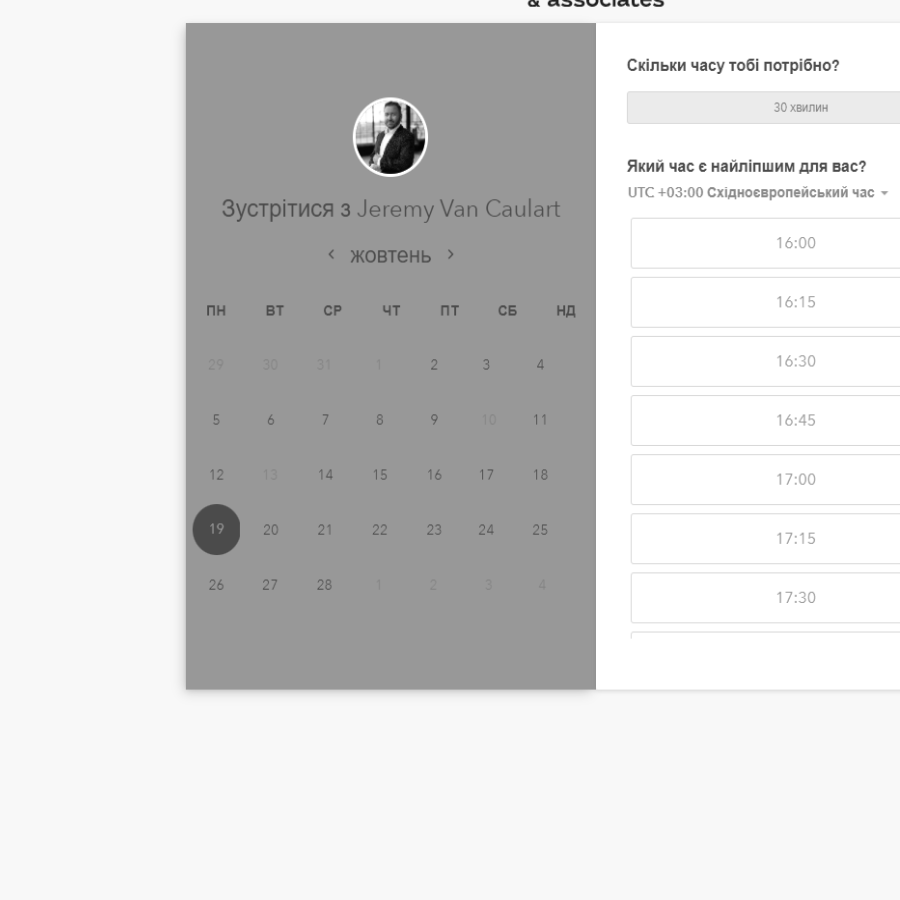 & associates
Зустрітися з Jeremy Van Caulart
жовтень
ПН ВТ СР ЧТ ПТ СБ НД
29 30 31 1 2 3 4
5 6 7 8 9 10 11
12 13 14 15 16 17 18
19 20 21 22 23 24 25
26 27 28 1 2 3 4
Скільки часу тобі потрібно?
30 хвилин
Який час є найліпшим для вас?
UTC +03:00 Східноєвропейський час
16:00
16:15
16:30
16:45
17:00
17:15
17:30